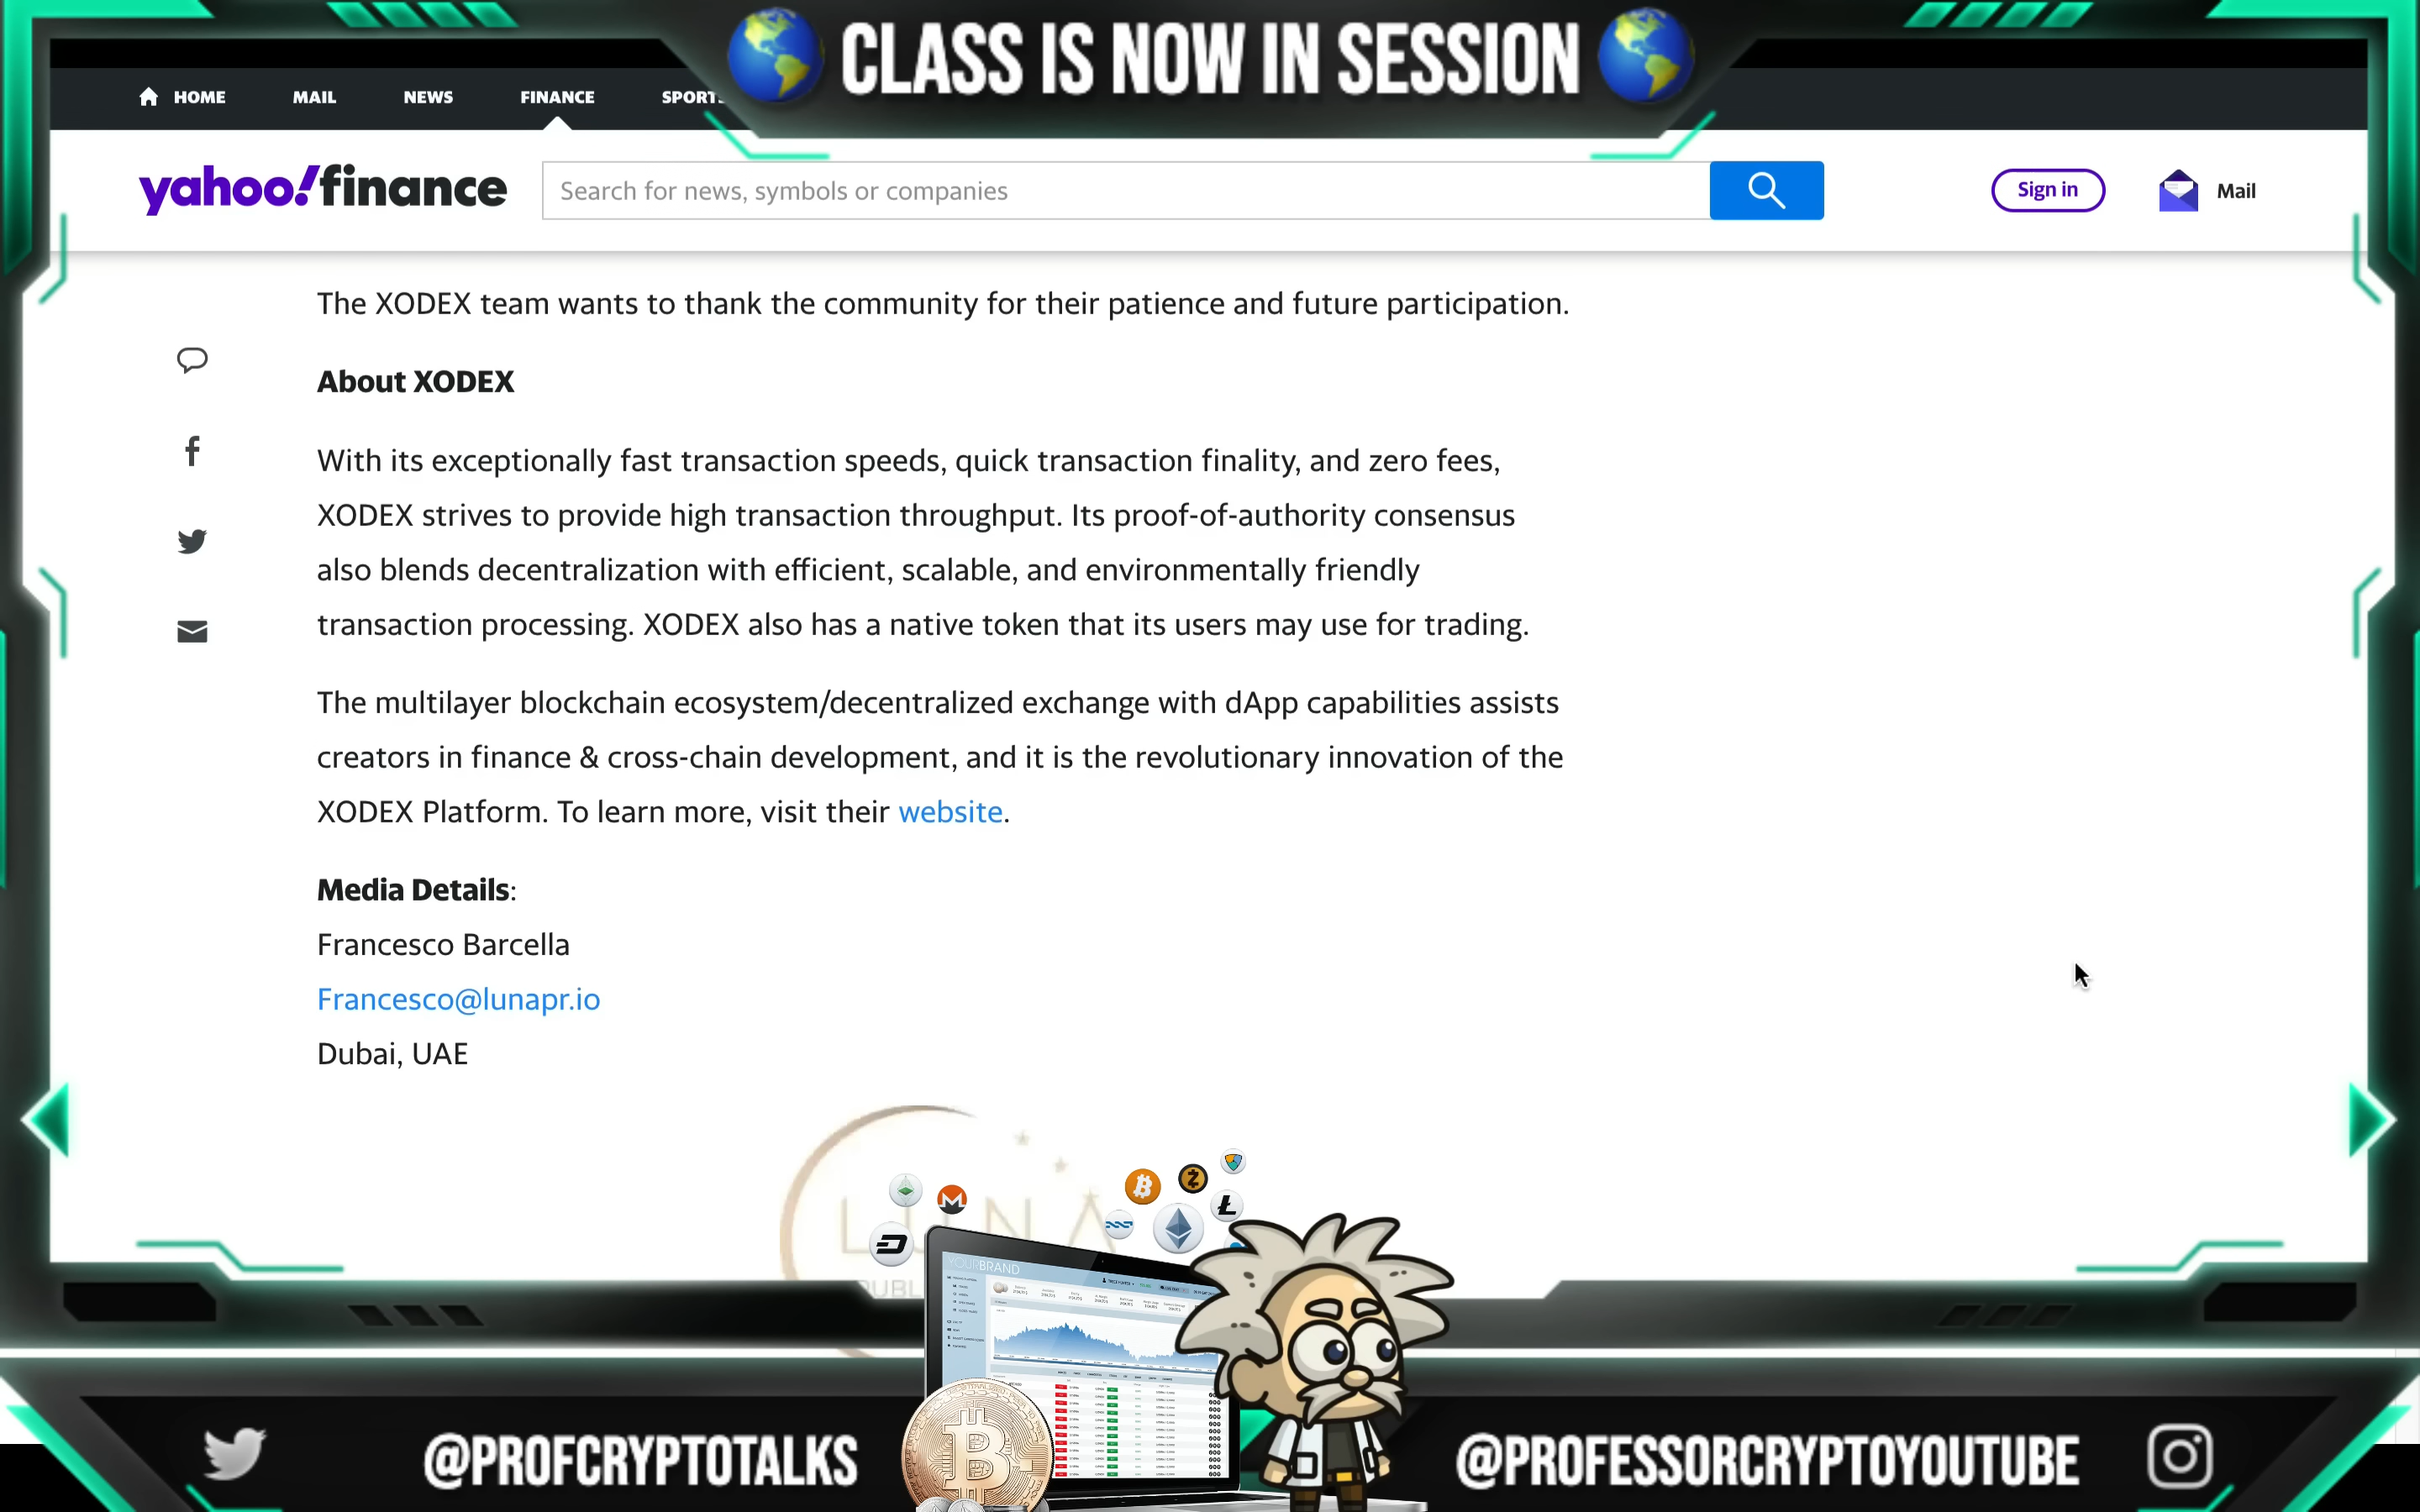 CLASS IS NOW IN SESSION
HOME MAIL NEWS FINANCE SPORTS
yahoo!finance Search for news, symbols or companies Sign in Mail
The XODEX team wants to thank the community for their patience and future participation.
About XODEX
With its exceptionally fast transaction speeds, quick transaction finality, and zero fees,
XODEX strives to provide high transaction throughput. Its proof-of-authority consensus
also blends decentralization with efficient, scalable, and environmentally friendly
transaction processing. XODEX also has a native token that its users may use for trading.
The multilayer blockchain ecosystem/decentralized exchange with dApp capabilities assists
creators in finance & cross-chain development, and it is the revolutionary innovation of the
XODEX Platform. To learn more, visit their website.
Media Details:
Francesco Barcella
Francesco@lunapr.io
Dubai, UAE
LUNA
YOURBRAND
@PROFCRYPTOTALKS @PROFESSORCRYPTOYOUTUBE